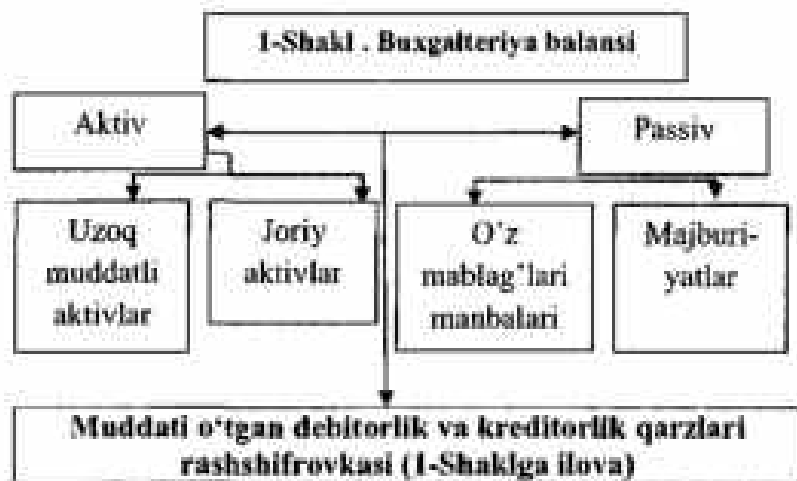 1-Shakl . Buxgalteriya balansi
Aktiv
Passiv
Uzoq
muddatli
aktivlar
Joriy
aktivlar
O'z
mablag'lari
manbalari
Majburi-
yatlar
Muddati o'tgan debitorlik va kreditorlik qarzlari
rashshifrovkasi (1-Shaklga ilova)